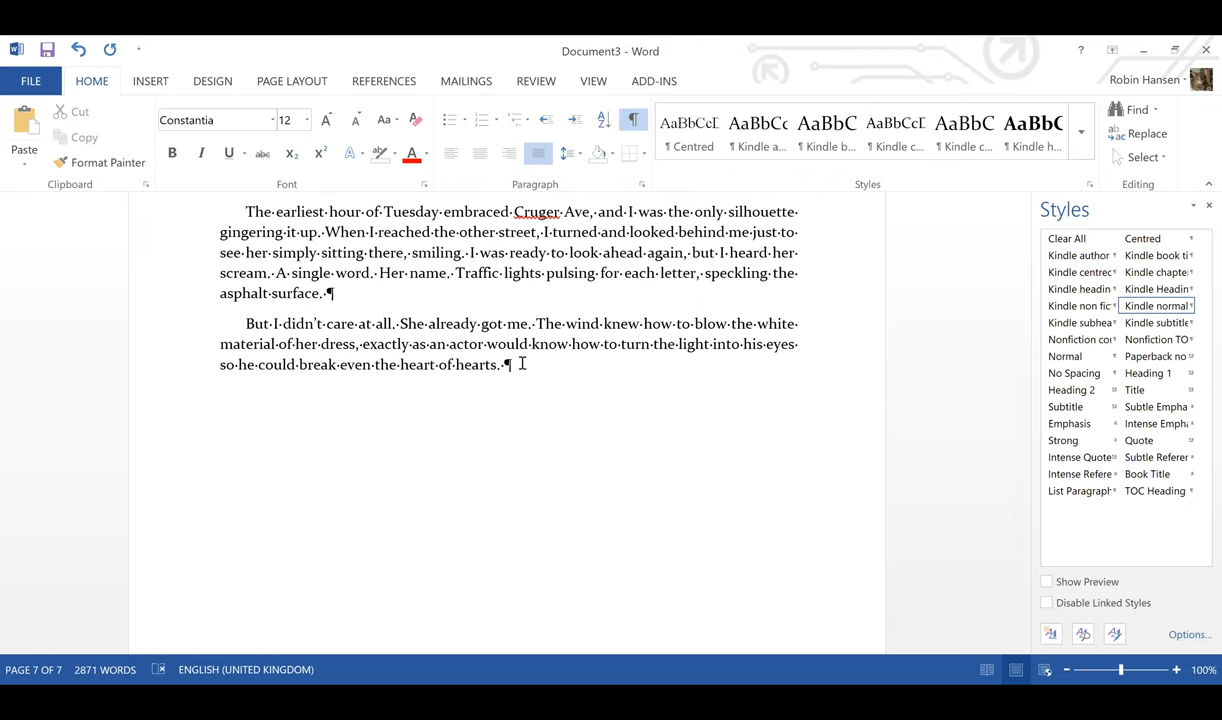 Document3 - Word
?
FILE
HOME
INSERT
DESIGN
PAGE LAYOUT
REFERENCES
MAILINGS
REVIEW
VIEW
ADD-INS
Robin Hansen
Paste
Cut
Copy
Format Painter
Clipboard
Constantia
12
Aa
B I U abc X₂ X² A A
Font
Paragraph
AaBbCcD AaBbCc AaBbC AaBbCcD AaBbC AaBbC
¶ Centred ¶ Kindle a... ¶ Kindle b... ¶ Kindle c... ¶ Kindle c... ¶ Kindle h...
Styles
Find
Replace
Select
Editing
The·earliest·hour·of·Tuesday·embraced·Cruger·Ave,·and·I·was·the·only·silhouette·
gingering·it·up.·When·I·reached·the·other·street,·I·turned·and·looked·behind·me·just·to·
see·her·simply·sitting·there,·smiling.·I·was·ready·to·look·ahead·again,·but·I·heard·her·
scream.·A·single·word.·Her·name.·Traffic·lights·pulsing·for·each·letter,·speckling·the·
asphalt·surface.·¶
But·I·didn’t·care·at·all.·She·already·got·me.·The·wind·knew·how·to·blow·the·white·
material·of·her·dress,·exactly·as·an·actor·would·know·how·to·turn·the·light·into·his·eyes·
so·he·could·break·even·the·heart·of·hearts.·¶
Styles
Clear All Centred
Kindle author Kindle book ti
Kindle centred Kindle chapte
Kindle headin Kindle Headin
Kindle non fic Kindle normal
Kindle subhea Kindle subtitle
Nonfiction cor Nonfiction TO
Normal Paperback no
No Spacing Heading 1
Heading 2 Title
Subtitle Subtle Empha
Emphasis Intense Emph
Strong Quote
Intense Quote Subtle Referer
Intense Refere Book Title
List Paragraph TOC Heading
Show Preview
Disable Linked Styles
Options...
PAGE 7 OF 7
2871 WORDS
ENGLISH (UNITED KINGDOM)
100%